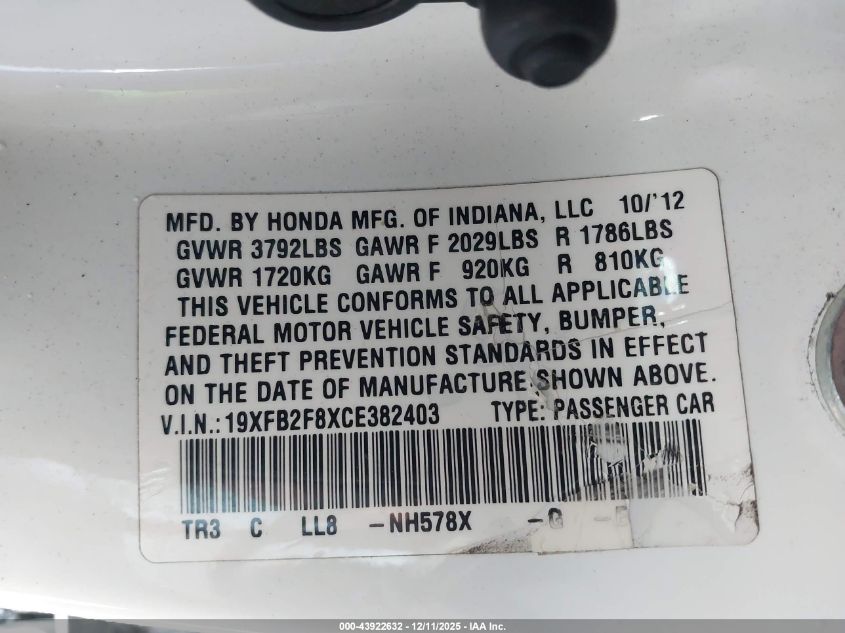 MFD. BY HONDA MFG. OF INDIANA, LLC 10/'12
GVWR 3792LBS GAWR F 2029LBS R 1786LBS
GVWR 1720KG GAWR F 920KG R 810KG
THIS VEHICLE CONFORMS TO ALL APPLICABLE
FEDERAL MOTOR VEHICLE SAFETY, BUMPER,
AND THEFT PREVENTION STANDARDS IN EFFECT
ON THE DATE OF MANUFACTURE SHOWN ABOVE.
V.I.N.: 19XFB2F8XCE382403 TYPE: PASSENGER CAR
TR3 C LL8 -NH578X -G
000-43922632 - 12/11/2025 - IAA Inc.